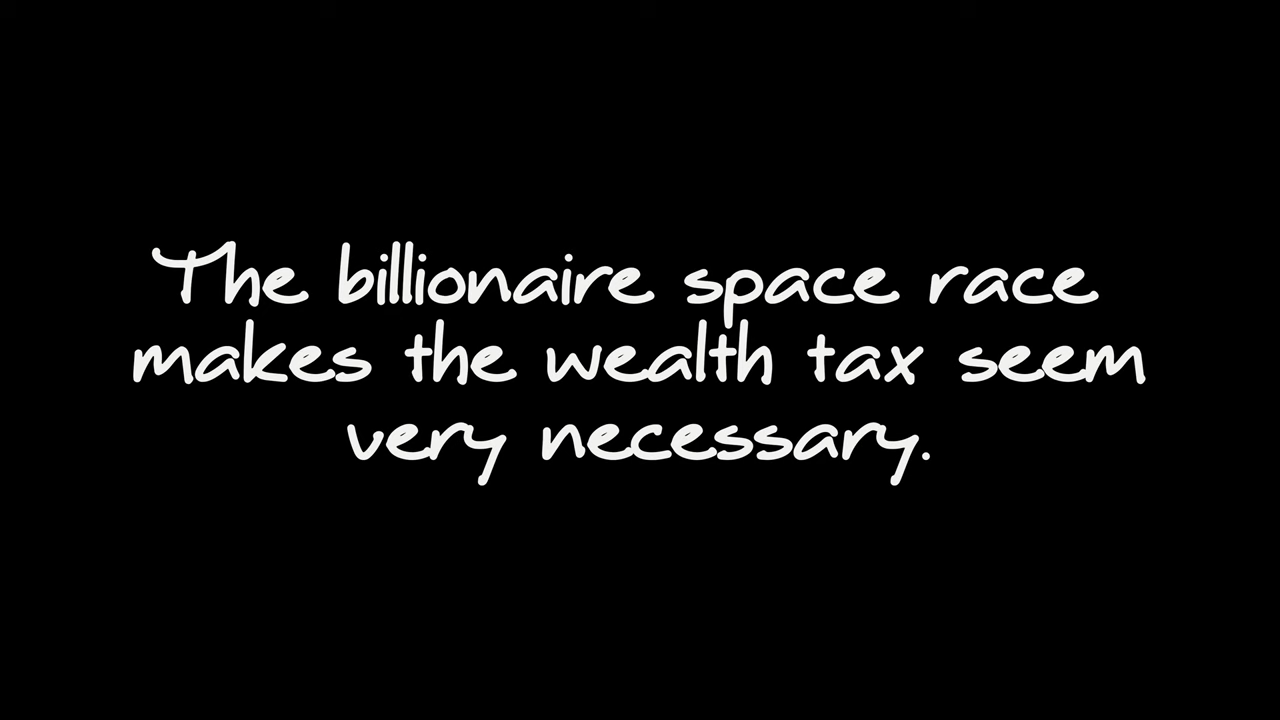 The billionaire space race
makes the wealth tax seem
very necessary.